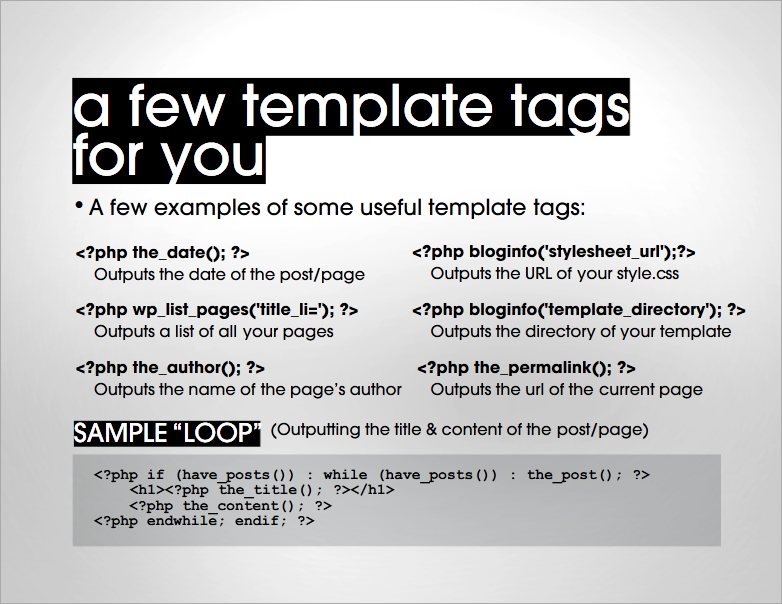 a few template tags
for you
• A few examples of some useful template tags:
<?php the_date(); ?>
Outputs the date of the post/page
<?php wp_list_pages('title_li='); ?>
Outputs a list of all your pages
<?php the_author(); ?>
Outputs the name of the page's author
<?php bloginfo('stylesheet_url');?>
Outputs the URL of your style.css
<?php bloginfo('template_directory'); ?>
Outputs the directory of your template
<?php the_permalink(); ?>
Outputs the url of the current page
SAMPLE “LOOP” (Outputting the title & content of the post/page)
<?php if (have_posts()) : while (have_posts()) : the_post(); ?>
<h1><?php the_title(); ?></h1>
<?php the_content(); ?>
<?php endwhile; endif; ?>